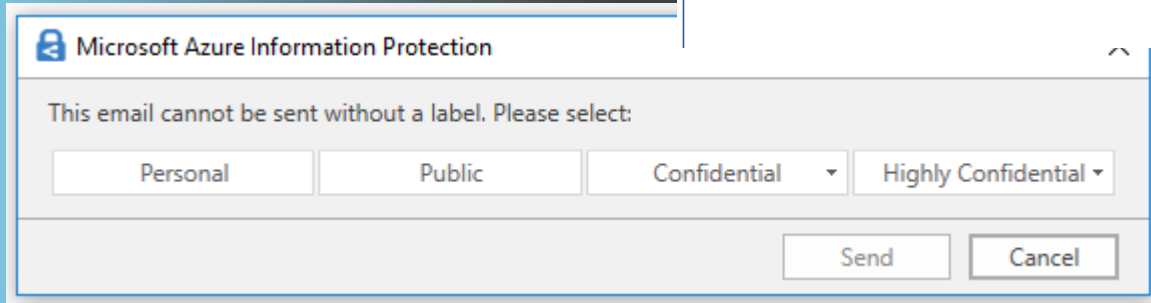 Microsoft Azure Information Protection
This email cannot be sent without a label. Please select:
Personal Public Confidential Highly Confidential
Send Cancel